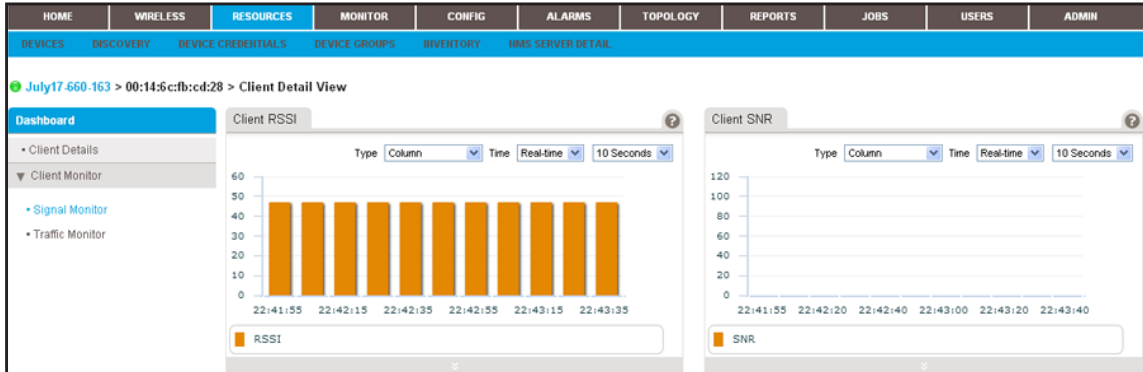 HOME WIRELESS RESOURCES MONITOR CONFIG ALARMS TOPOLOGY REPORTS JOBS USERS ADMIN
DEVICES DISCOVERY DEVICE CREDENTIALS DEVICE GROUPS INVENTORY NMS SERVER DETAIL
July17-660-163 > 00:14:6c:fb:cd:28 > Client Detail View
Dashboard
Client Details
Client Monitor
Signal Monitor
Traffic Monitor
Client RSSI ?
Type Column Time Real-time 10 Seconds
60
50
40
30
20
10
0
22:41:55 22:42:15 22:42:35 22:42:55 22:43:15 22:43:35
RSSI
Client SNR ?
Type Column Time Real-time 10 Seconds
120
100
80
60
40
20
0
22:41:55 22:42:20 22:42:40 22:43:00 22:43:20 22:43:40
SNR